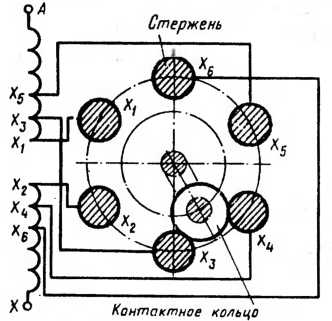 A
Стержень
X₆
X₅
X₃
X₁
X₁
X₅
X₂
X₄
X₆
X₂
X₃
X₄
X
Контактное кольцо